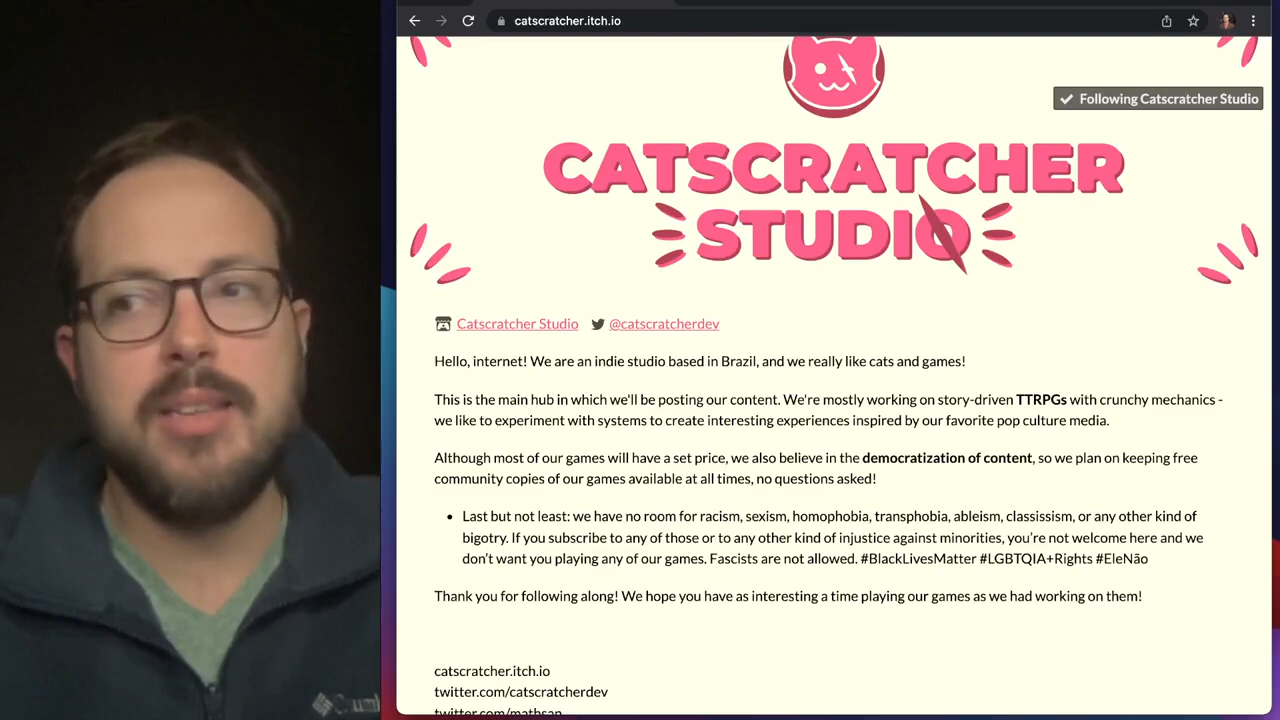 catscratcher.itch.io
Following Catscratcher Studio
CATSCRATCHER
STUDIO
Catscratcher Studio @catscratcherdev
Hello, internet! We are an indie studio based in Brazil, and we really like cats and games!
This is the main hub in which we'll be posting our content. We're mostly working on story-driven TTRPGs with crunchy mechanics -
we like to experiment with systems to create interesting experiences inspired by our favorite pop culture media.
Although most of our games will have a set price, we also believe in the democratization of content, so we plan on keeping free
community copies of our games available at all times, no questions asked!
Last but not least: we have no room for racism, sexism, homophobia, transphobia, ableism, classissism, or any other kind of
bigotry. If you subscribe to any of those or to any other kind of injustice against minorities, you're not welcome here and we
don't want you playing any of our games. Fascists are not allowed. #BlackLivesMatter #LGBTQIA+Rights #EleNão
Thank you for following along! We hope you have as interesting a time playing our games as we had working on them!
catscratcher.itch.io
twitter.com/catscratcherdev
twitter.com/mathsan